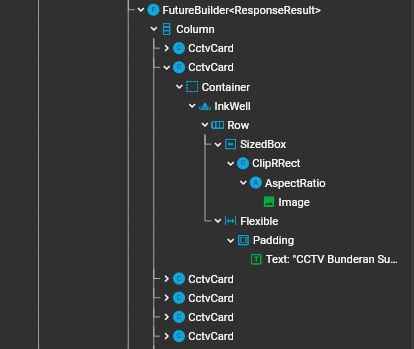 FutureBuilder<ResponseResult>
Column
CctvCard
CctvCard
Container
InkWell
Row
SizedBox
C ClipRRect
A AspectRatio
Image
Flexible
Padding
T Text: "CCTV Bunderan Su...
CctvCard
CctvCard
CctvCard
CctvCard